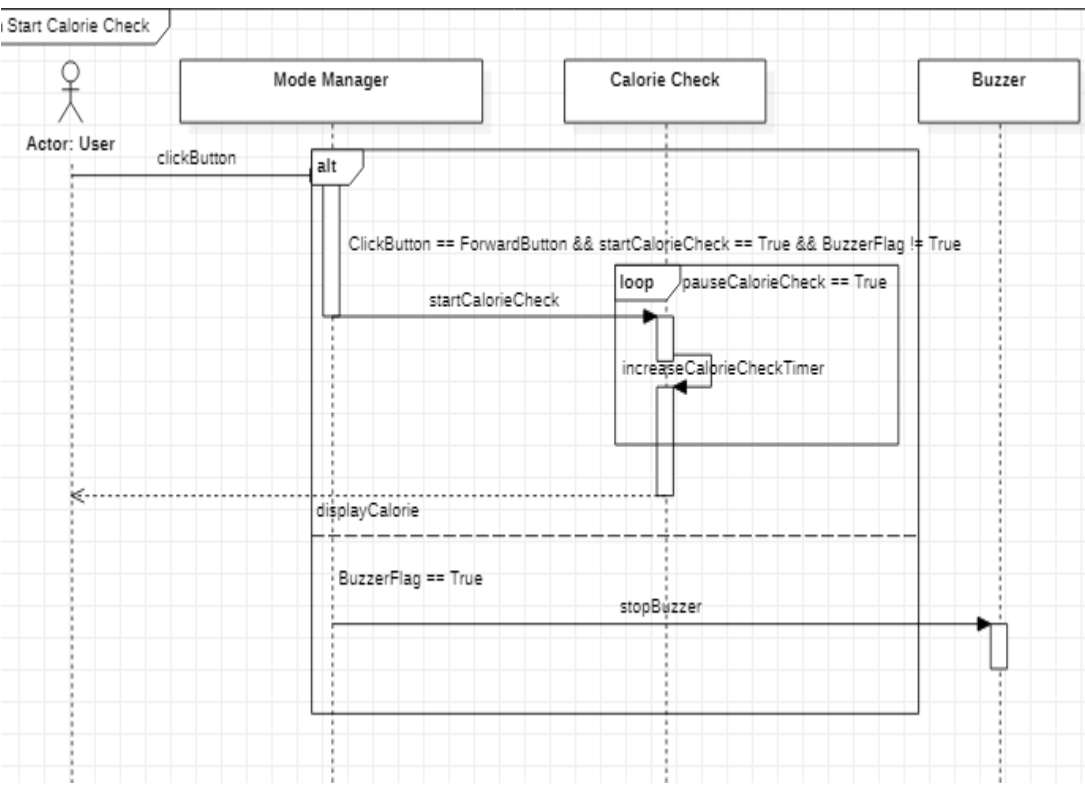 Start Calorie Check
Mode Manager
Calorie Check
Buzzer
Actor: User
clickButton
alt
ClickButton == ForwardButton && startCalorieCheck == True && BuzzerFlag != True
loop
pauseCalorieCheck == True
startCalorieCheck
increaseCalorieCheckTimer
displayCalorie
BuzzerFlag == True
stopBuzzer